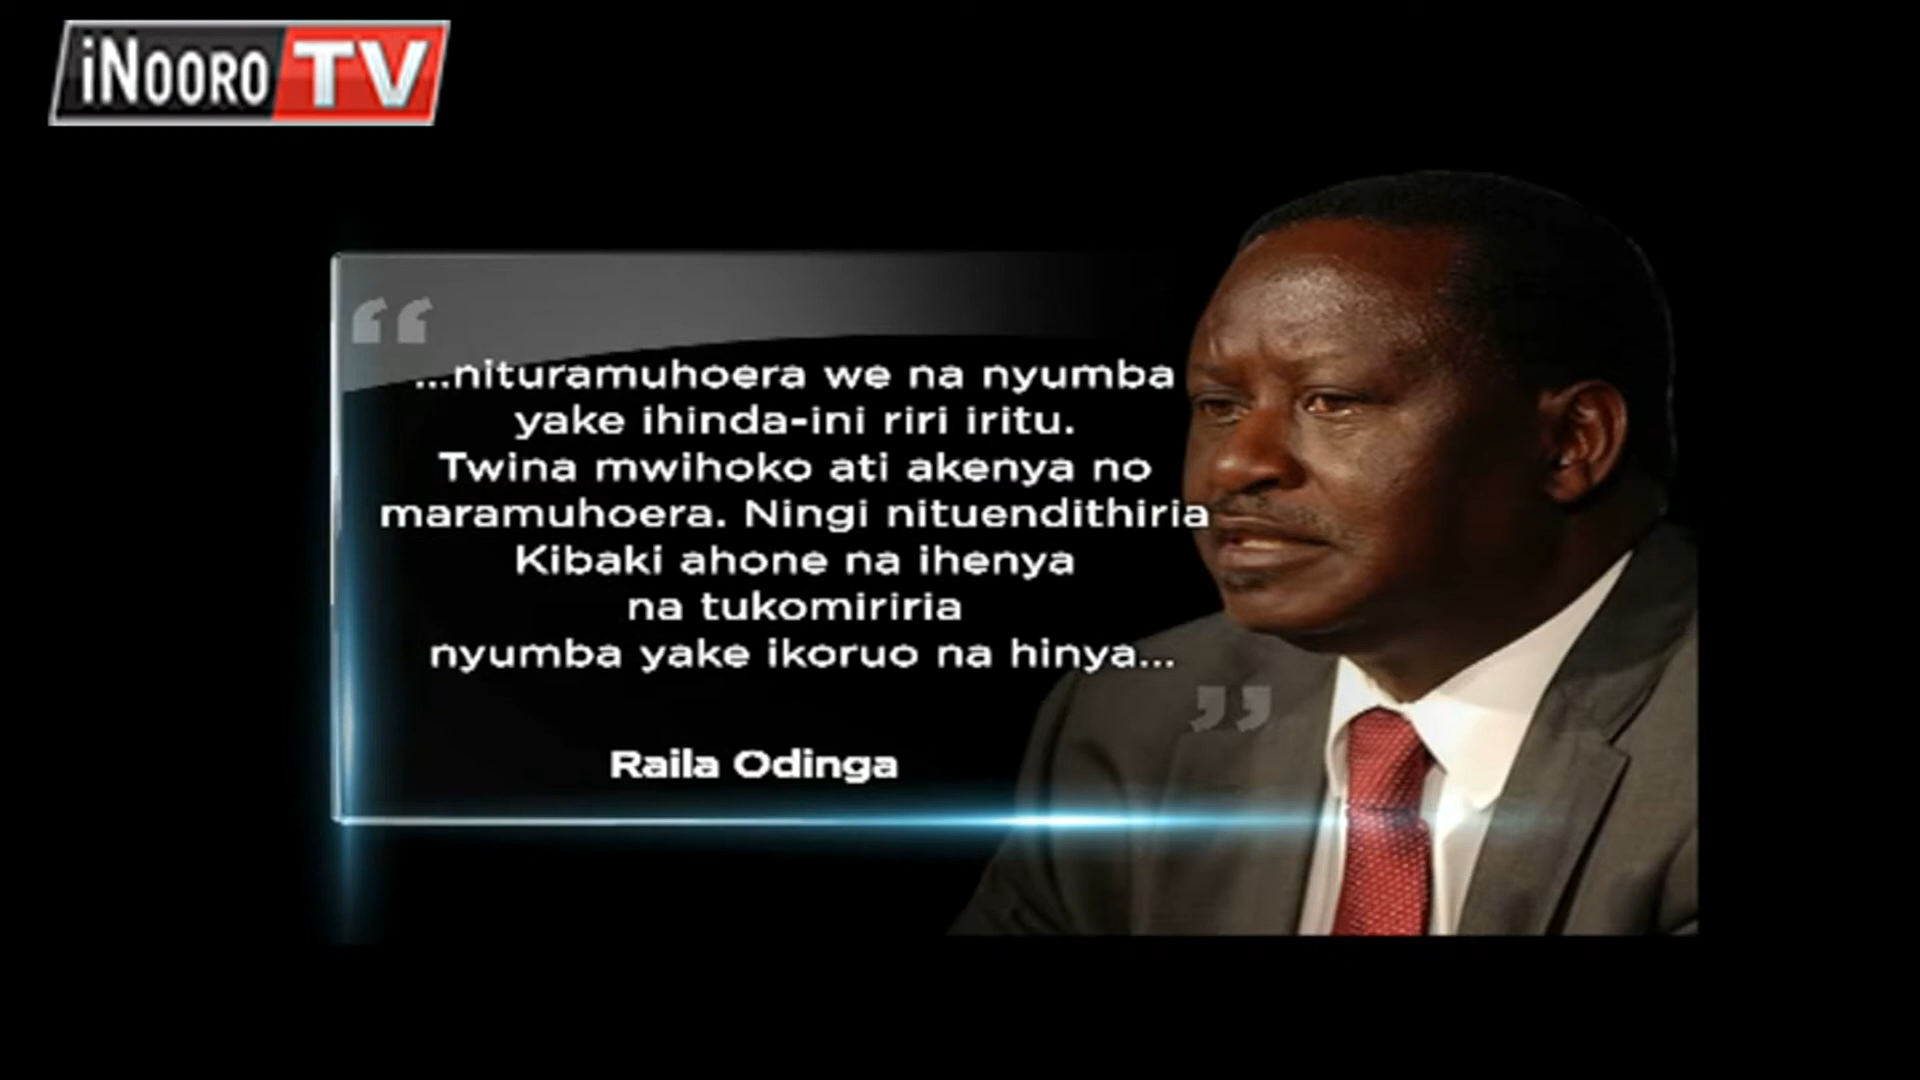 iNooro TV
“
...nituramuhoera we na nyumba
yake ihinda-ini riri iritu.
Twina mwihoko ati akenya no
maramuhoera. Ningi nituendithiria
Kibaki ahone na ihenya
na tukomiriria
nyumba yake ikoruo na hinya...
”
Raila Odinga